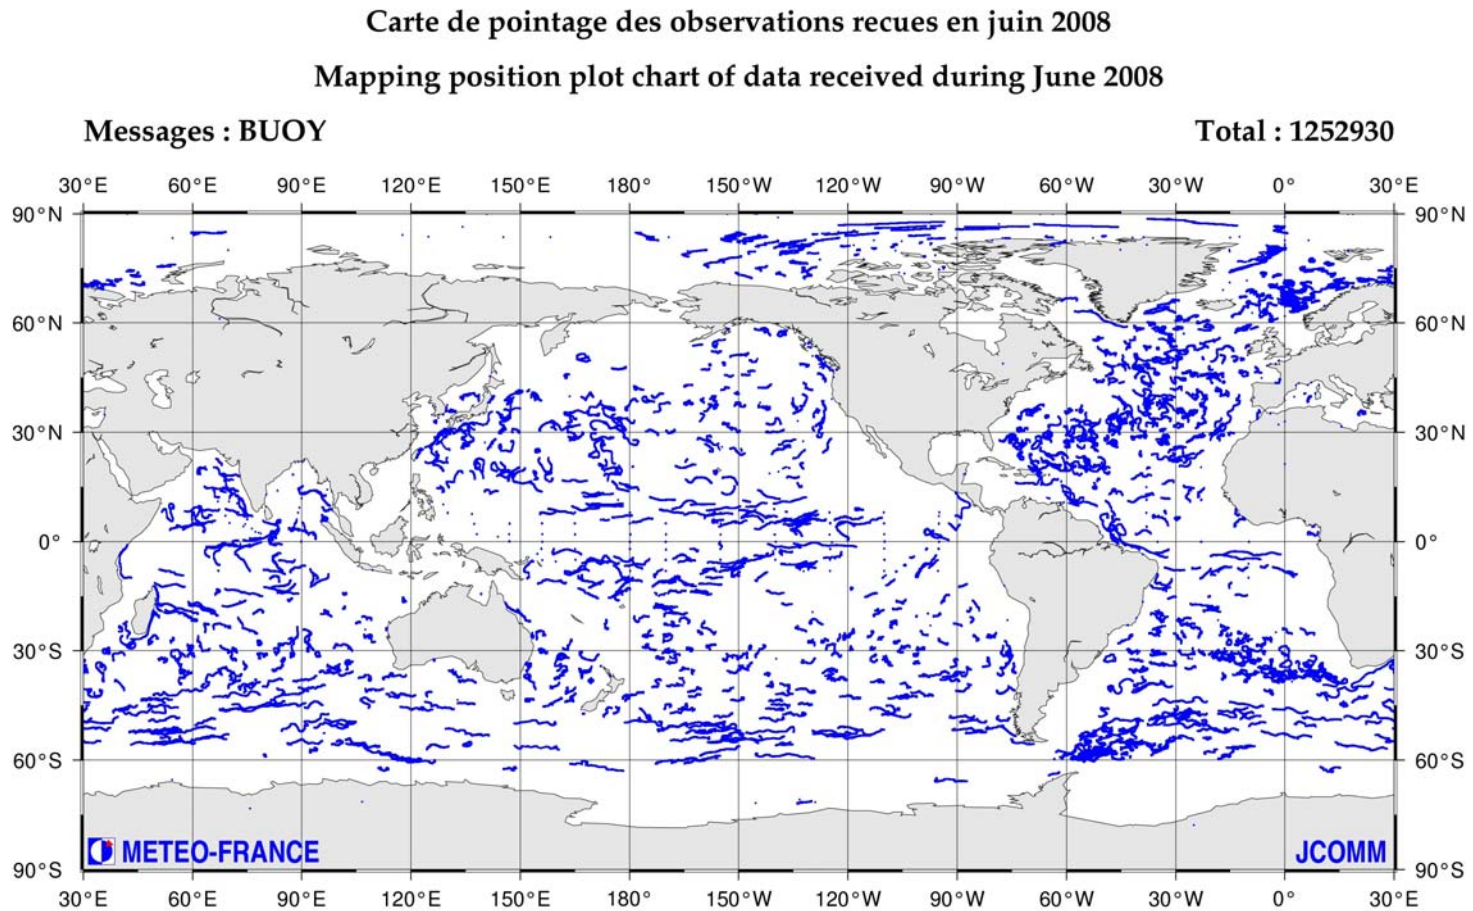 Carte de pointage des observations recues en juin 2008
Mapping position plot chart of data received during June 2008
Messages : BUOY Total : 1252930
30°E 60°E 90°E 120°E 150°E 180° 150°W 120°W 90°W 60°W 30°W 0° 30°E
90°N 90°N
60°N 60°N
30°N 30°N
0° 0°
30°S 30°S
60°S 60°S
METEO-FRANCE JCOMM
90°S 90°S
30°E 60°E 90°E 120°E 150°E 180° 150°W 120°W 90°W 60°W 30°W 0° 30°E